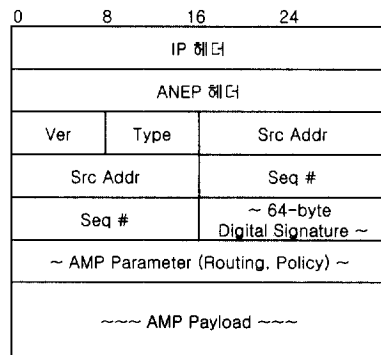 0 8 16 24
IP 헤더
ANEP 헤더
Ver Type Src Addr
Src Addr Seq #
Seq # ~ 64-byte
Digital Signature ~
~ AMP Parameter (Routing, Policy) ~
~~~ AMP Payload ~~~